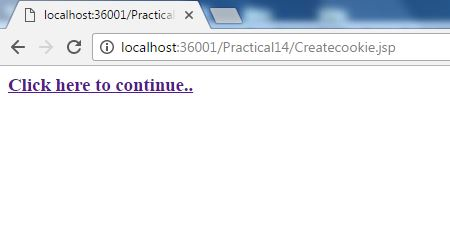 localhost:36001/Practical
localhost:36001/Practical14/Createcookie.jsp
Click here to continue..